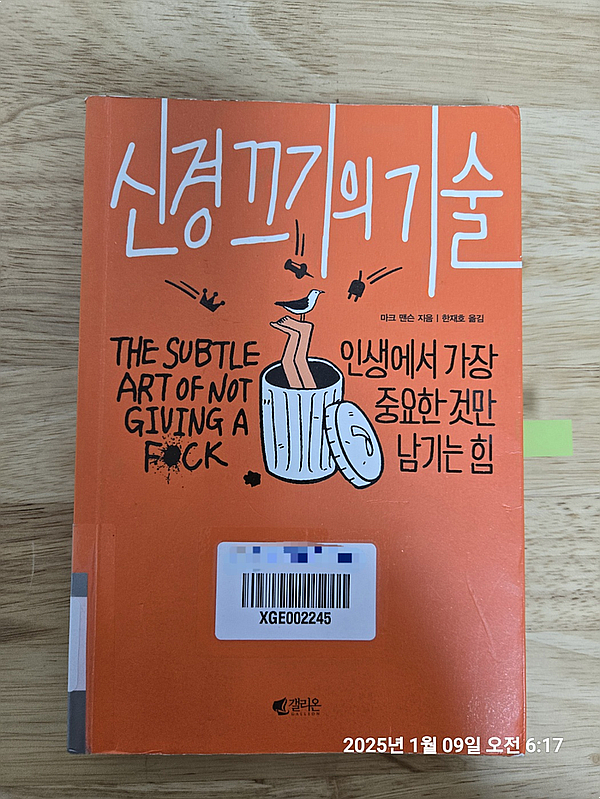 신경 끄기의 기술
마크 맨슨 지음 | 한재호 옮김
THE SUBTLE
ART OF NOT
GIVING A
F CK
인생에서 가장
중요한 것만
남기는 힘
XGE002245
갤리온
GALLEON
2025년 1월 09일 오전 6:17